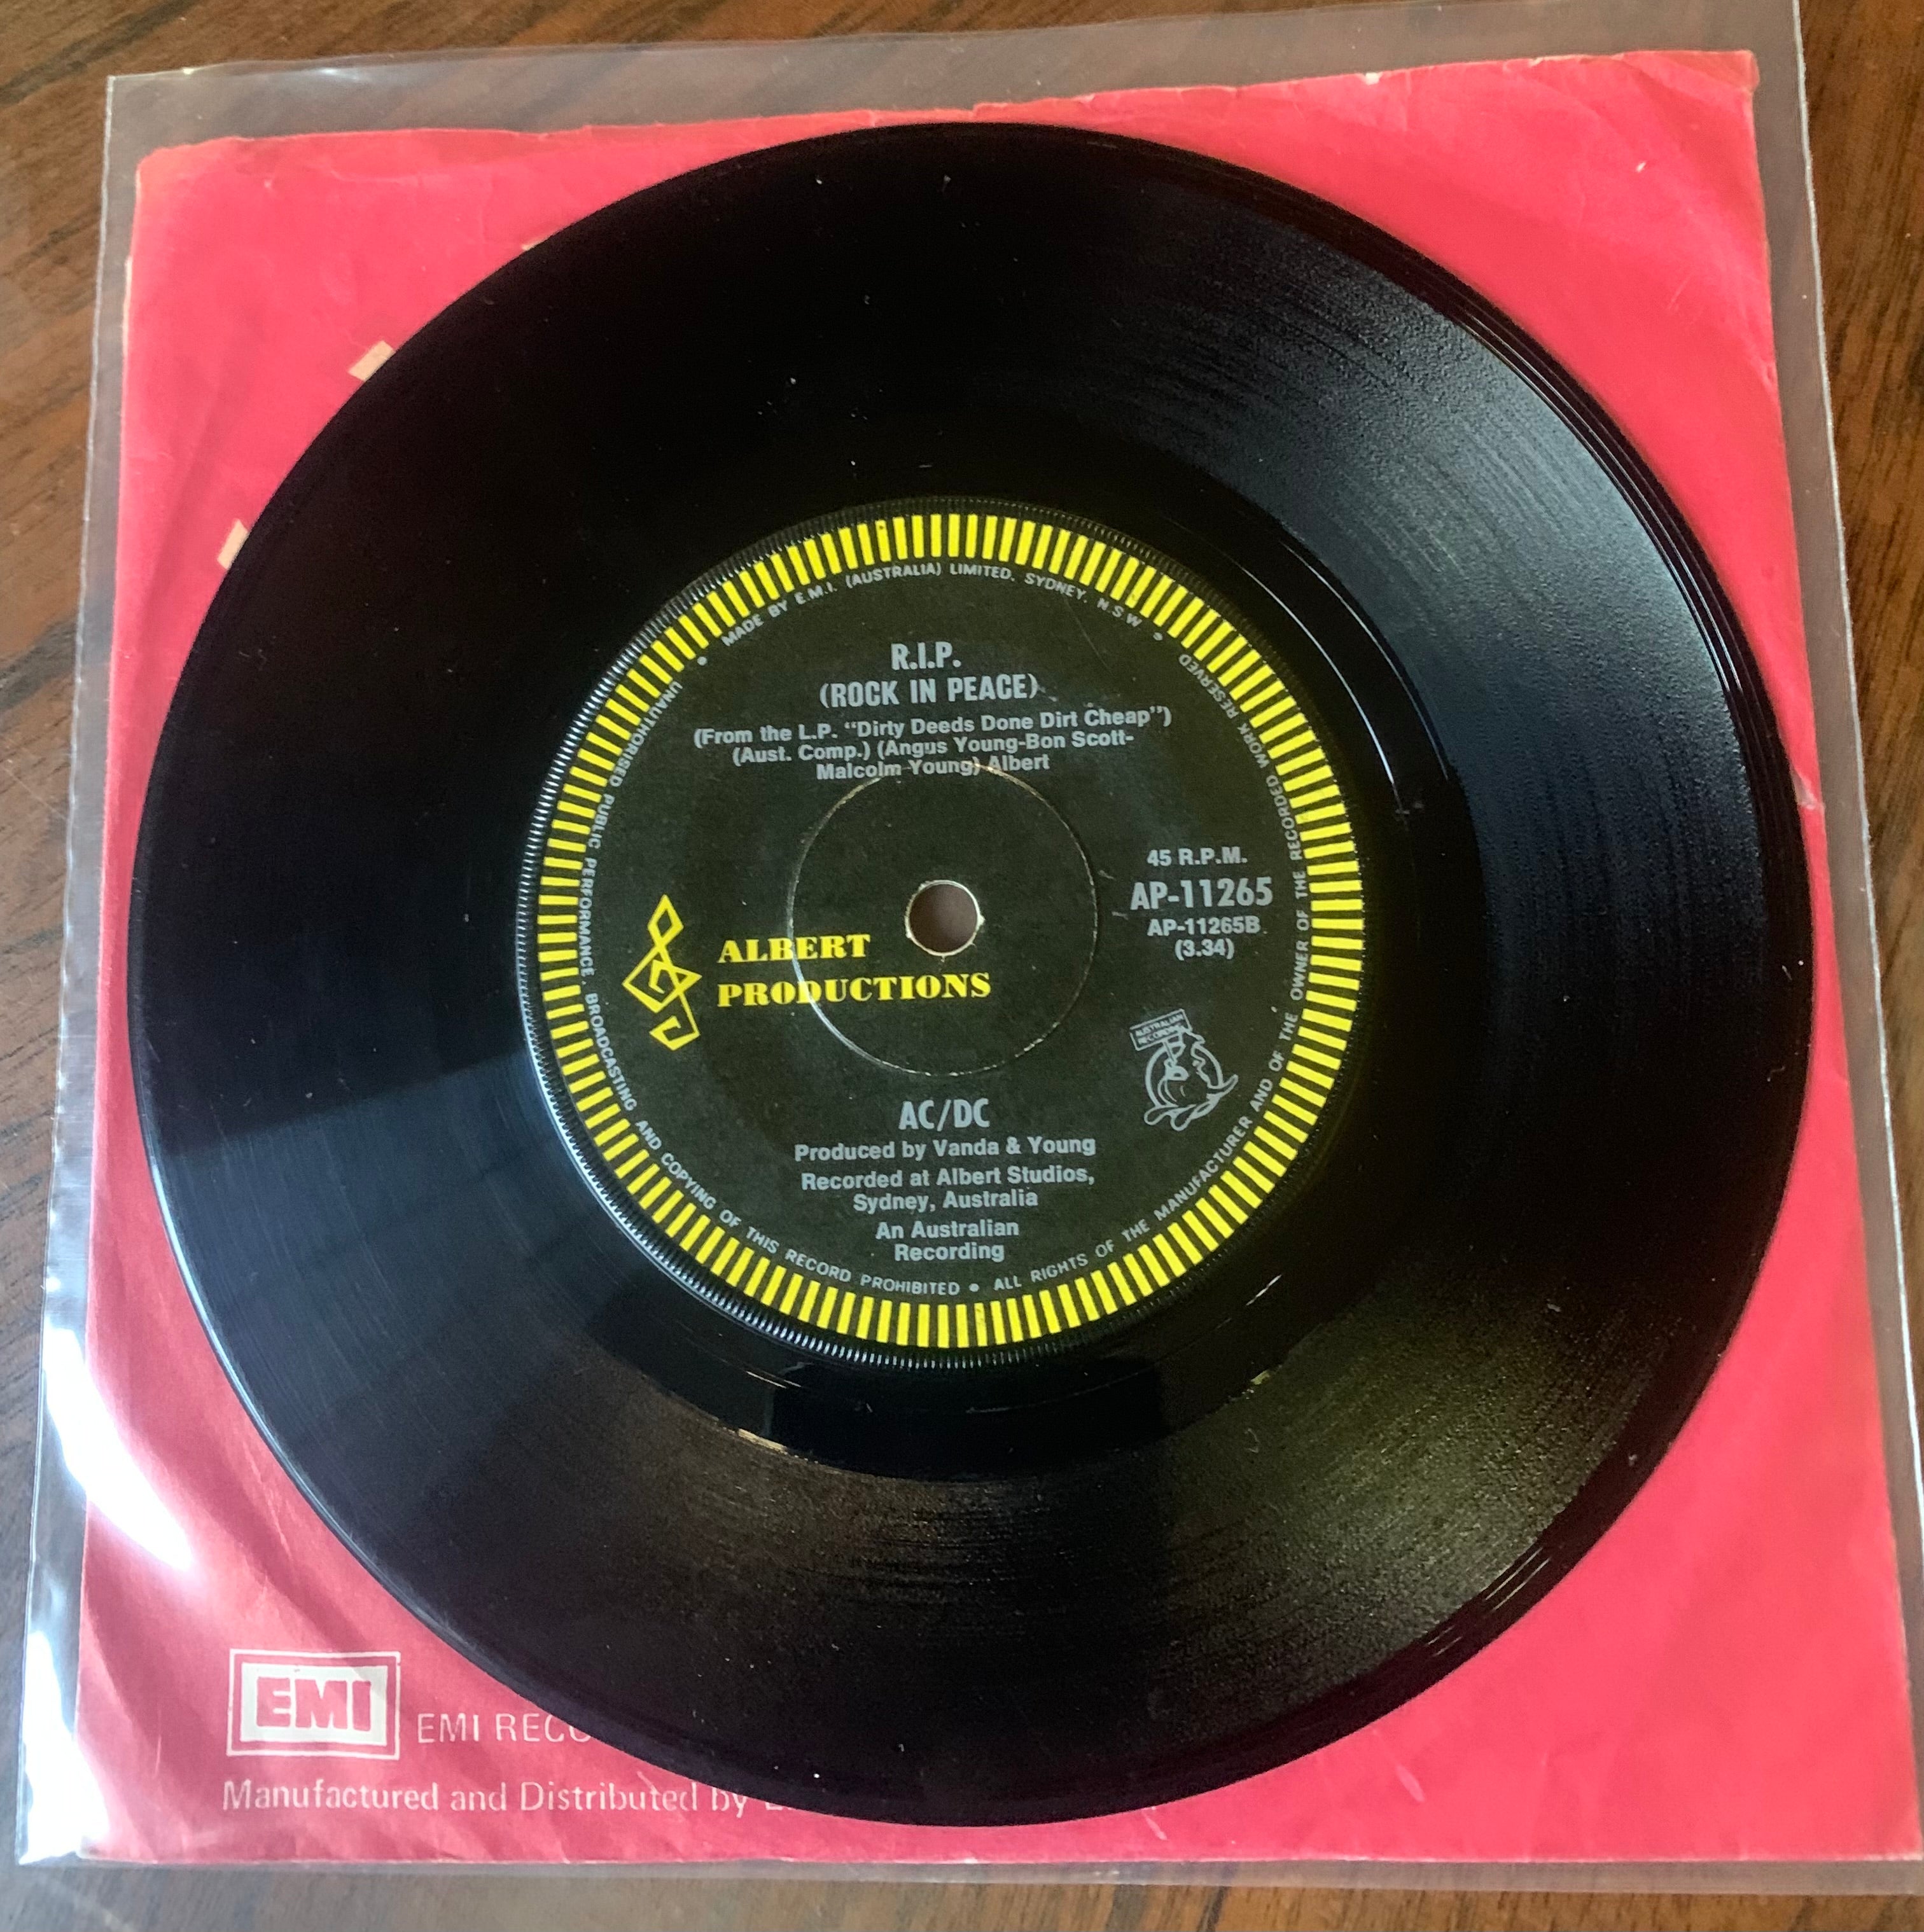 MADE BY E.M.I. (AUSTRALIA) LIMITED. SYDNEY. N.S.W.
R.I.P.
(ROCK IN PEACE)
(From the L.P. “Dirty Deeds Done Dirt Cheap”)
(Aust. Comp.) (Angus Young-Bon Scott-
Malcolm Young) Albert
45 R.P.M.
AP-11265
AP-11265B
(3.34)
ALBERT
PRODUCTIONS
AUSTRALIAN
RECORDING
AC/DC
Produced by Vanda & Young
Recorded at Albert Studios,
Sydney, Australia
An Australian
Recording
UNAUTHORISED PUBLIC PERFORMANCE, BROADCASTING AND COPYING OF THIS RECORD PROHIBITED • ALL RIGHTS OF THE MANUFACTURER AND OF THE OWNER OF THE RECORDED WORK RESERVED
EMI
EMI
Manufactured and Distributed by